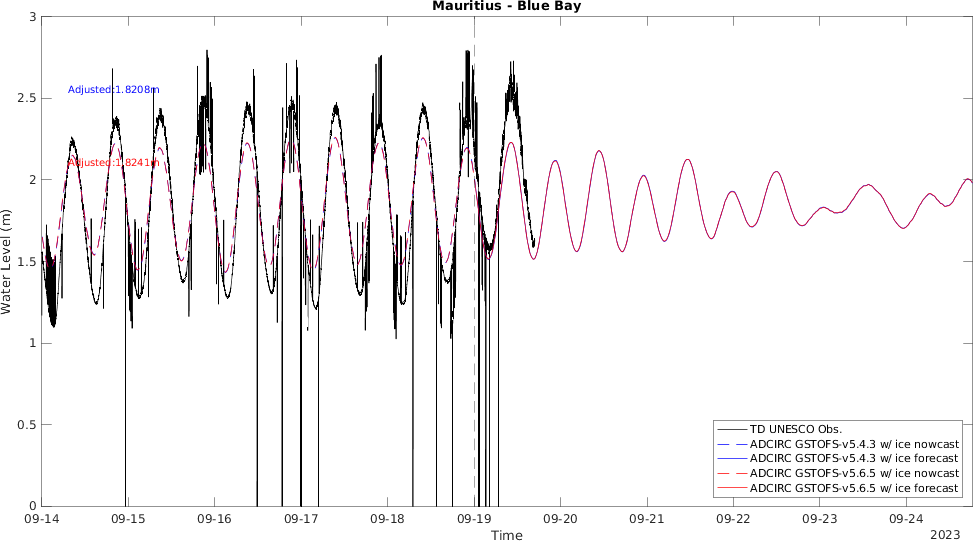 Mauritius - Blue Bay
3
2.5
2
1.5
1
0.5
0
Water Level (m)
Adjusted:1.8208m
Adjusted:1.8241m
TD UNESCO Obs.
ADCIRC GSTOFS-v5.4.3 w/ ice nowcast
ADCIRC GSTOFS-v5.4.3 w/ ice forecast
ADCIRC GSTOFS-v5.6.5 w/ ice nowcast
ADCIRC GSTOFS-v5.6.5 w/ ice forecast
09-14 09-15 09-16 09-17 09-18 09-19 09-20 09-21 09-22 09-23 09-24
Time
2023